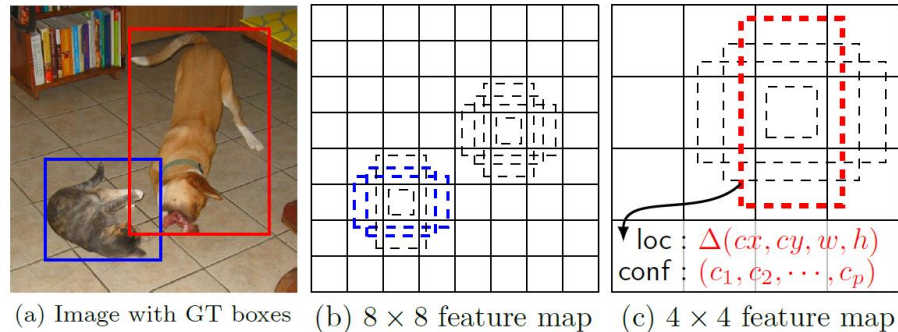 loc : Δ(cx, cy, w, h)
conf : (c₁, c₂, ⋯, cₚ)
(a) Image with GT boxes
(b) 8 × 8 feature map
(c) 4 × 4 feature map